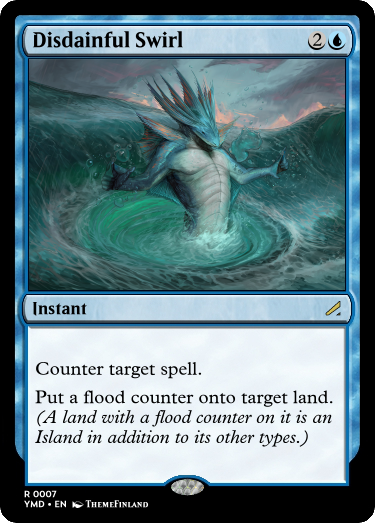 Disdainful Swirl 2
Instant
Counter target spell.
Put a flood counter onto target land.
(A land with a flood counter on it is an
Island in addition to its other types.)
R 0007
YMD • EN ThemeFinland